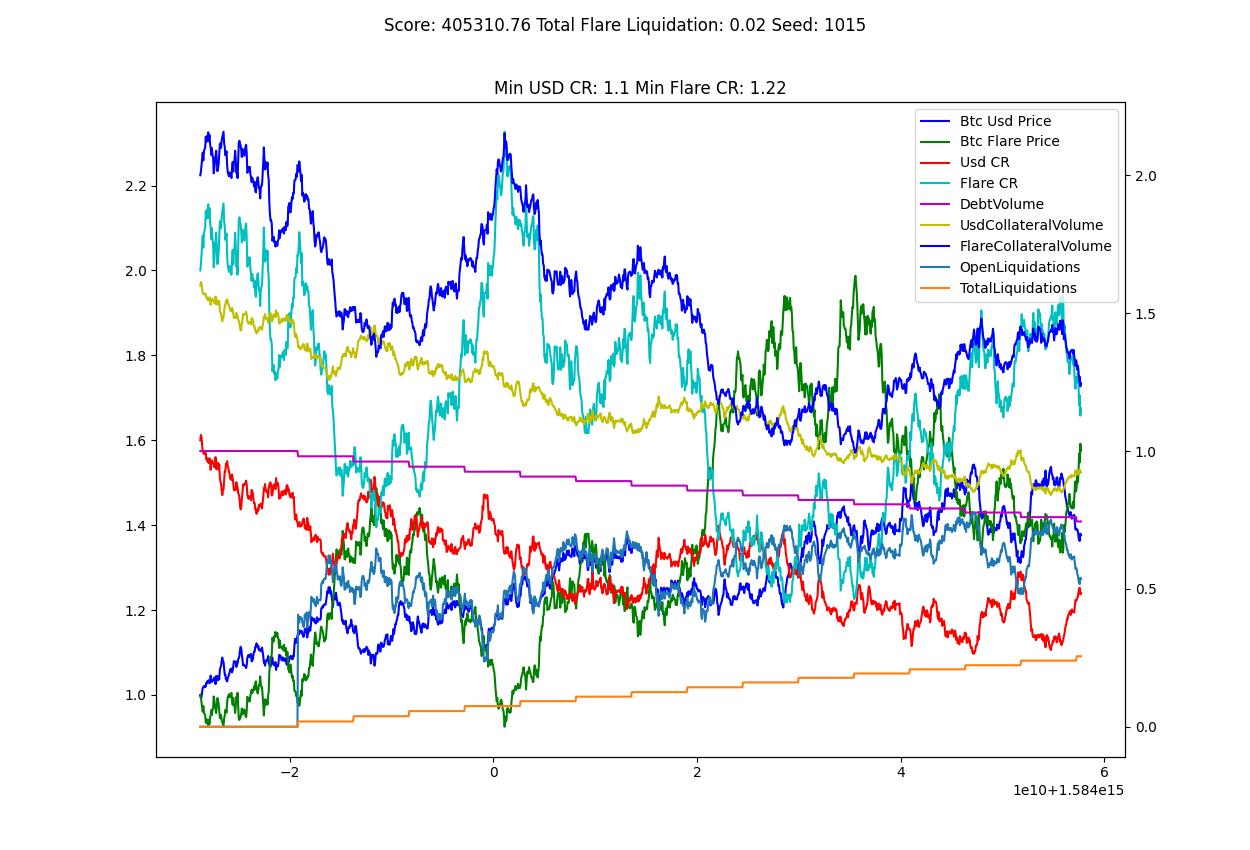 Score: 405310.76 Total Flare Liquidation: 0.02 Seed: 1015
Min USD CR: 1.1 Min Flare CR: 1.22
Btc Usd Price
Btc Flare Price
Usd CR
Flare CR
DebtVolume
UsdCollateralVolume
FlareCollateralVolume
OpenLiquidations
TotalLiquidations
2.2
2.0
1.8
1.6
1.4
1.2
1.0
2.0
1.5
1.0
0.5
0.0
−2
0
2
4
6
1e10+1.584e15